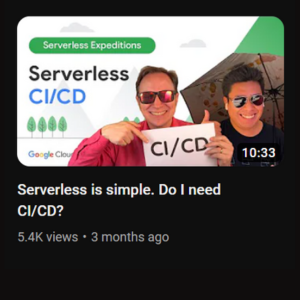 Serverless Expeditions
Serverless
CI/CD
CI/CD
Google Clou
10:33
Serverless is simple. Do I need
CI/CD?
5.4K views • 3 months ago